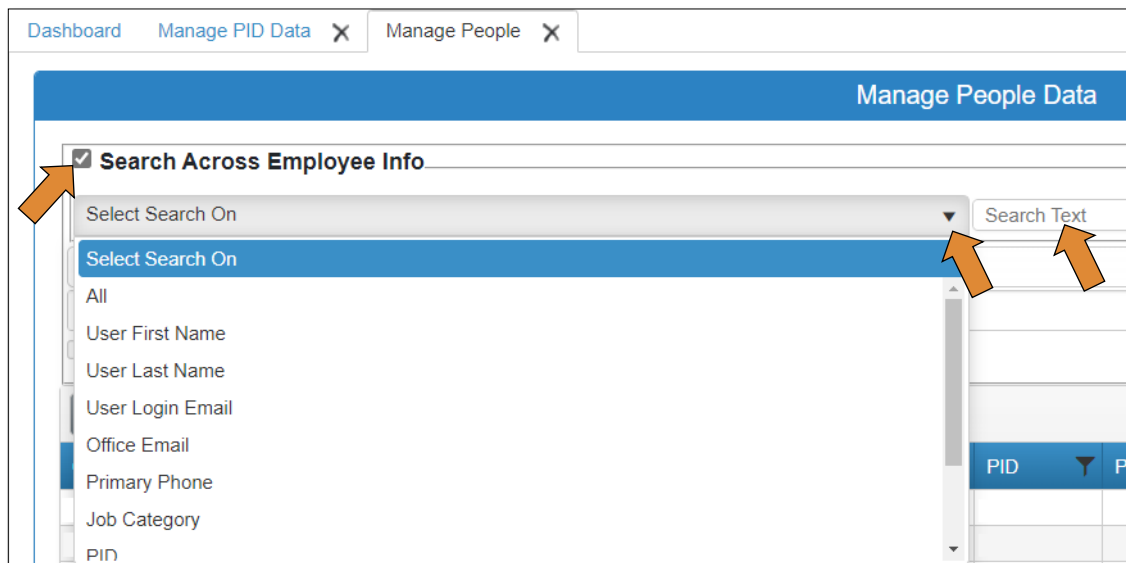 Dashboard Manage PID Data Manage People
Manage People Data
Search Across Employee Info
Select Search On Search Text
Select Search On
All
User First Name
User Last Name
User Login Email
Office Email
Primary Phone
PID P
Job Category
PID